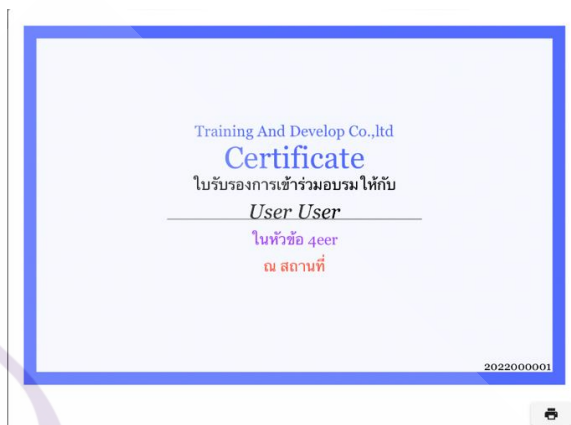 Training And Develop Co.,ltd
Certificate
ใบรับรองการเข้าร่วมอบรม ให้กับ
User User
ในหัวข้อ 4eer
ณ สถานที่
2022000001